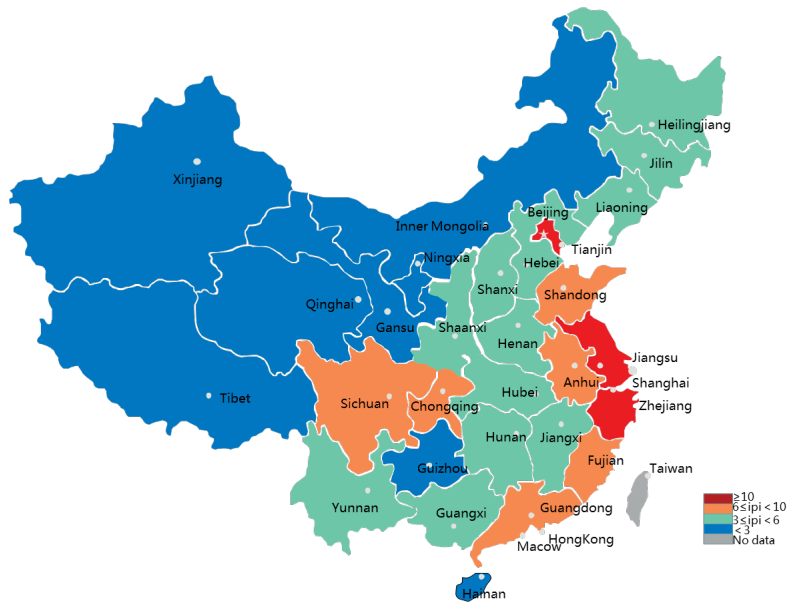 Heilingjiang
Jilin
Xinjiang
Liaoning
Beijing
Inner Mongolia
Tianjin
Ningxia
Hebei
Shanxi
Shandong
Qinghai
Gansu
Shaanxi
Henan
Jiangsu
Anhui
Shanghai
Hubei
Tibet
Sichuan
Chongqing
Zhejiang
Hunan
Jiangxi
Fujian
Guizhou
Taiwan
Yunnan
Guangxi
Guangdong
HongKong
Macow
Hainan
≥10
6≤ipi<10
3≤ipi<6
<3
No data